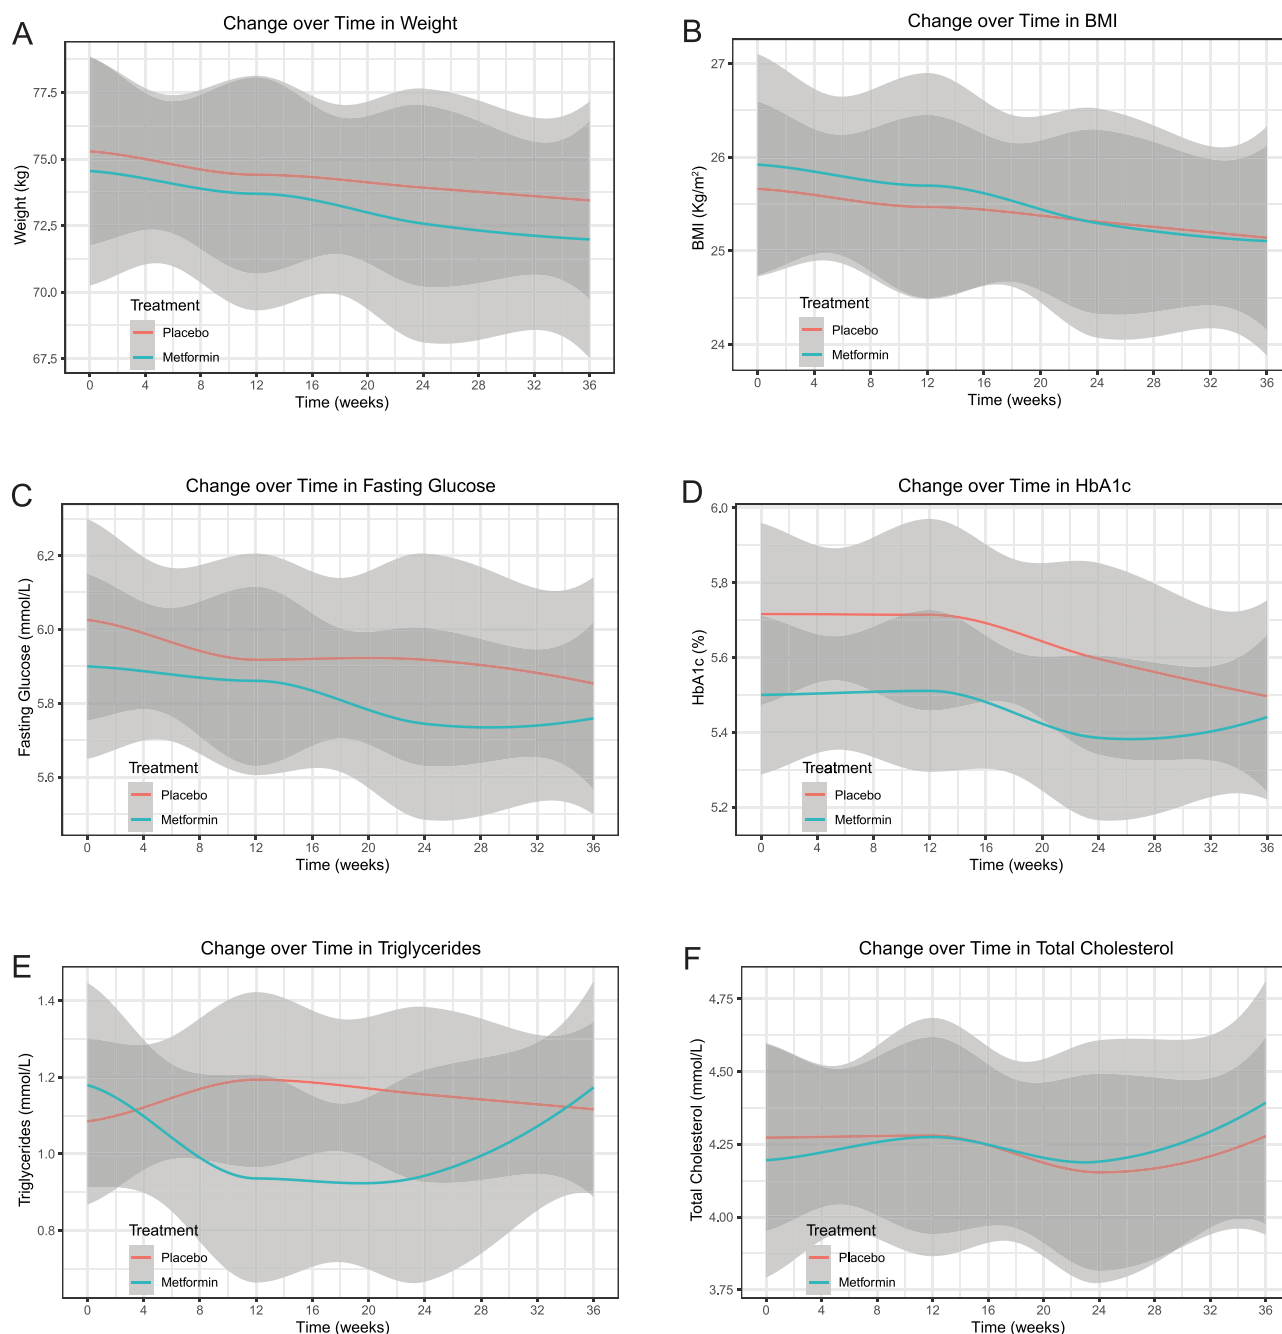 A
Change over Time in Weight
Weight (kg)
77.5
75.0
72.5
70.0
67.5
Treatment
Placebo
Metformin
0 4 8 12 16 20 24 28 32 36
Time (weeks)
B
Change over Time in BMI
BMI (Kg/m²)
27
26
25
24
Treatment
Placebo
Metformin
0 4 8 12 16 20 24 28 32 36
Time (weeks)
C
Change over Time in Fasting Glucose
Fasting Glucose (mmol/L)
6.2
6.0
5.8
5.6
Treatment
Placebo
Metformin
0 4 8 12 16 20 24 28 32 36
Time (weeks)
D
Change over Time in HbA1c
HbA1c (%)
6.0
5.8
5.6
5.4
5.2
Treatment
Placebo
Metformin
0 4 8 12 16 20 24 28 32 36
Time (weeks)
E
Change over Time in Triglycerides
Triglycerides (mmol/L)
1.4
1.2
1.0
0.8
Treatment
Placebo
Metformin
0 4 8 12 16 20 24 28 32 36
Time (weeks)
F
Change over Time in Total Cholesterol
Total Cholesterol (mmol/L)
4.75
4.50
4.25
4.00
3.75
Treatment
Placebo
Metformin
0 4 8 12 16 20 24 28 32 36
Time (weeks)